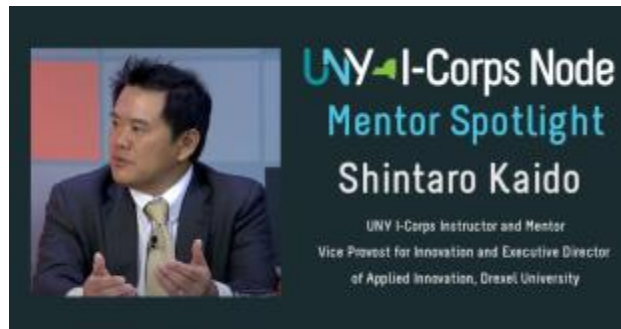 UNY I-Corps Node
Mentor Spotlight
Shintaro Kaido
UNY I-Corps Instructor and Mentor
Vice Provost for Innovation and Executive Director
of Applied Innovation, Drexel University